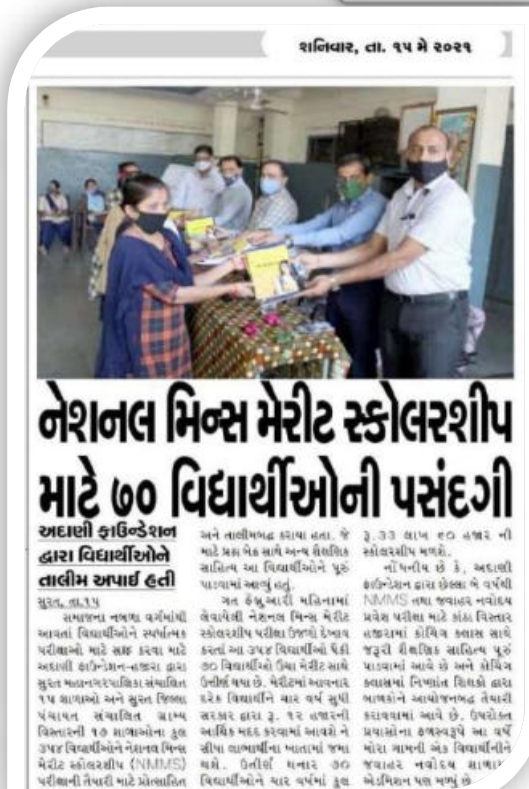 શનિવાર, તા. ૧૫ મે ૨૦૨૧
નેશનલ મિન્સ મેરીટ સ્કોલરશીપ
માટે ૭૦ વિદ્યાર્થીઓની પસંદગી
અદાણી ફાઉન્ડેશન
દ્વારા વિદ્યાર્થીઓને
તાલીમ અપાઈ હતી
સુરત, તા.૧૫
સમાજના નબળા વર્ગમાંથી
આવતાં વિદ્યાર્થીઓને સ્પર્ધાત્મક
પરીક્ષાઓ માટે સક્ષ કરવા માટે
અદાણી ફાઉન્ડેશન-હજીરા દ્વારા
સુરત મહાનગરપાલિકા સંચાલિત
૧૫ શાળાઓ અને સુરત જિલ્લા
પંચાયત સંચાલિત ગ્રામ્ય
વિસ્તારની ૧૭ શાળાઓના કુલ
૩૫૪ વિદ્યાર્થીઓને નેશનલ મિન્સ
મેરીટ સ્કોલરશીપ (NMMS)
પરીક્ષાની તૈયારી માટે પ્રોત્સાહિત
અને તાલીમબદ્ધ કરાયા હતા. જે
માટે પ્રશ્ન બેંક સાથે અન્ય શૈક્ષણિક
સાહિત્ય આ વિદ્યાર્થીઓને પૂરું
પાડવામાં આવ્યું હતું.
ગત ફેબ્રુઆરી મહિનામાં
લેવાયેલી નેશનલ મિન્સ મેરીટ
સ્કોલરશીપ પરીક્ષા ઉજળો દેખાવ
કરતાં આ ૩૫૪ વિદ્યાર્થીઓ પૈકી
૭૦ વિદ્યાર્થીઓ ઉંચા મેરીટ સાથે
ઉત્તીર્ણ થયા છે. મેરીટમાં આવનાર
દરેક વિદ્યાર્થીને ચાર વર્ષ સુધી
સરકાર દ્વારા રૂ. ૧૨ હજારની
આર્થિક મદદ કરવામાં આવશે ને
સીધા લાભાર્થીના ખાતામાં જમા
થશે. ઉત્તીર્ણ થનાર ૭૦
વિદ્યાર્થીઓને ચાર વર્ષમાં કુલ
રૂ.33 લાખ ૬૦ હજાર ની
સ્કોલરશીપ મળશે.
નોંધનીય છે કે, અદાણી
ફાઉન્ડેશન દ્વારા છેલ્લા બે વર્ષથી
NMMS તથા જવાહર નવોદય
પ્રવેશ પરીક્ષા માટે કાંઠા વિસ્તાર
હજીરામાં કોચિંગ કલાસ સાથે
જરૂરી શૈક્ષણિક સાહિત્ય પૂરું
પાડવામાં આવે છે અને કોચિંગ
કલાસમાં નિષ્ણાંત શિક્ષકો દ્વારા
બાળકોને આયોજનબદ્ધ તૈયારી
કરાવવામાં આવે છે. ઉપરોક્ત
પ્રયાસોના ફળસ્વરૂપે આ વર્ષે
મોરા ગામની એક વિદ્યાર્થીનીને
જવાહર નવોદય શાળામાં
એડમિશન પણ મળ્યું છે